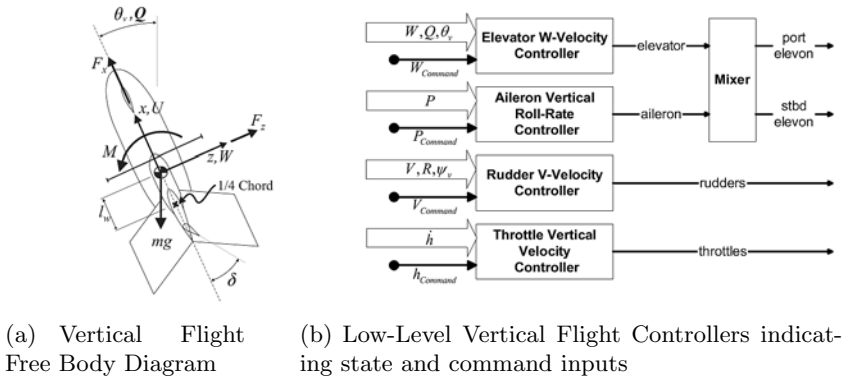 θv, Q
Fx
x,U
Fz
M
z,W
1/4 Chord
lw
mg
δ
W,Q,θv
WCommand
Elevator W-Velocity
Controller
elevator
Mixer
port
elevon
P
PCommand
Aileron Vertical
Roll-Rate
Controller
aileron
stbd
elevon
V,R,ψv
VCommand
Rudder V-Velocity
Controller
rudders
ḣ
hCommand
Throttle Vertical
Velocity
Controller
throttles
(a) Vertical Flight
Free Body Diagram
(b) Low-Level Vertical Flight Controllers indicat-
ing state and command inputs